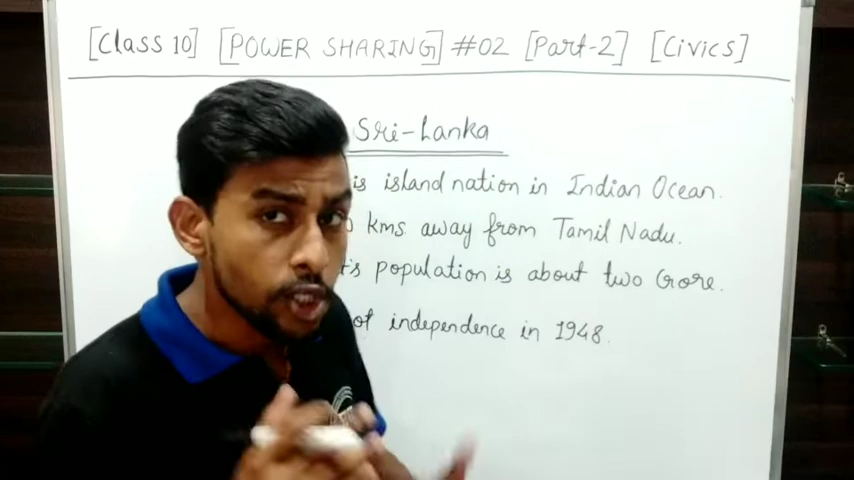 [Class 10] [POWER SHARING] #02 [Part-2] [Civics]
Sri-Lanka
is island nation in Indian Ocean.
kms away from Tamil Nadu.
population is about two Crore.
independence in 1948.